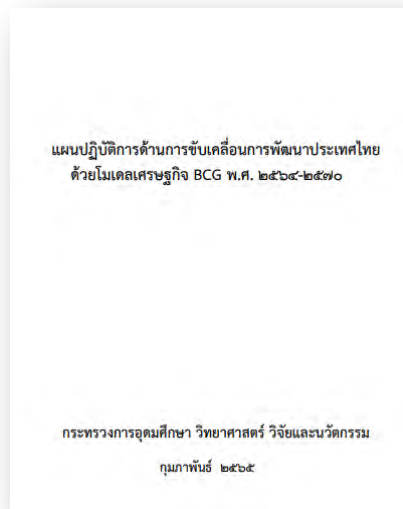 แผนปฏิบัติการด้านการขับเคลื่อนการพัฒนาประเทศไทย
ด้วยโมเดลเศรษฐกิจ BCG พ.ศ. ๒๕๖๔-๒๕๗๐
กระทรวงการอุดมศึกษา วิทยาศาสตร์ วิจัยและนวัตกรรม
กุมภาพันธ์ ๒๕๖๕